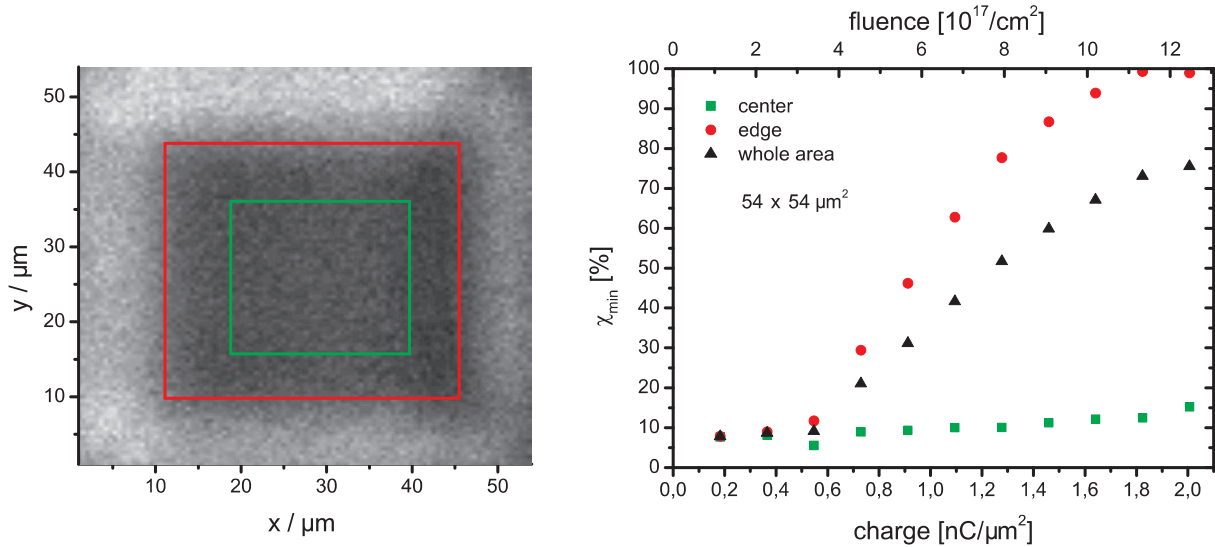 50
40
30
20
10
y / µm
10 20 30 40 50
x / µm
fluence [10¹⁷/cm²]
0 2 4 6 8 10 12
100
90
80
70
60
50
40
30
20
10
0
χmin [%]
center
edge
whole area
54 x 54 µm²
0,0 0,2 0,4 0,6 0,8 1,0 1,2 1,4 1,6 1,8 2,0
charge [nC/µm²]